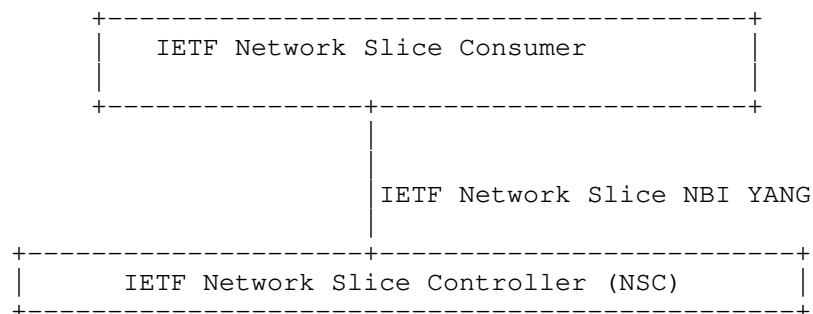 IETF Network Slice Consumer
IETF Network Slice NBI YANG
IETF Network Slice Controller (NSC)